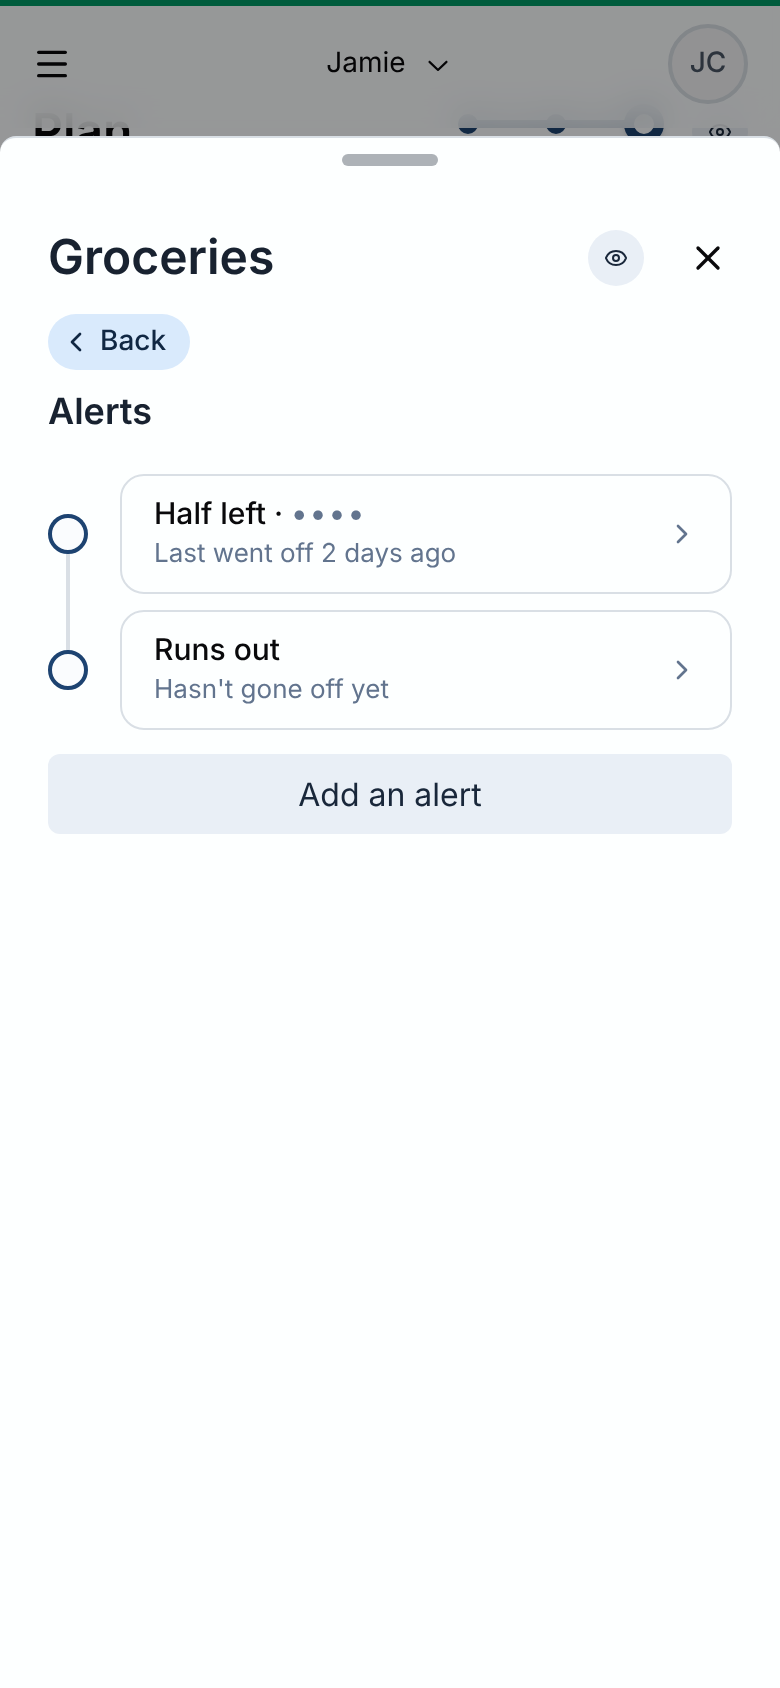 Jamie
JC
Plan
Groceries
Back
Alerts
Half left · ••••
Last went off 2 days ago
Runs out
Hasn't gone off yet
Add an alert